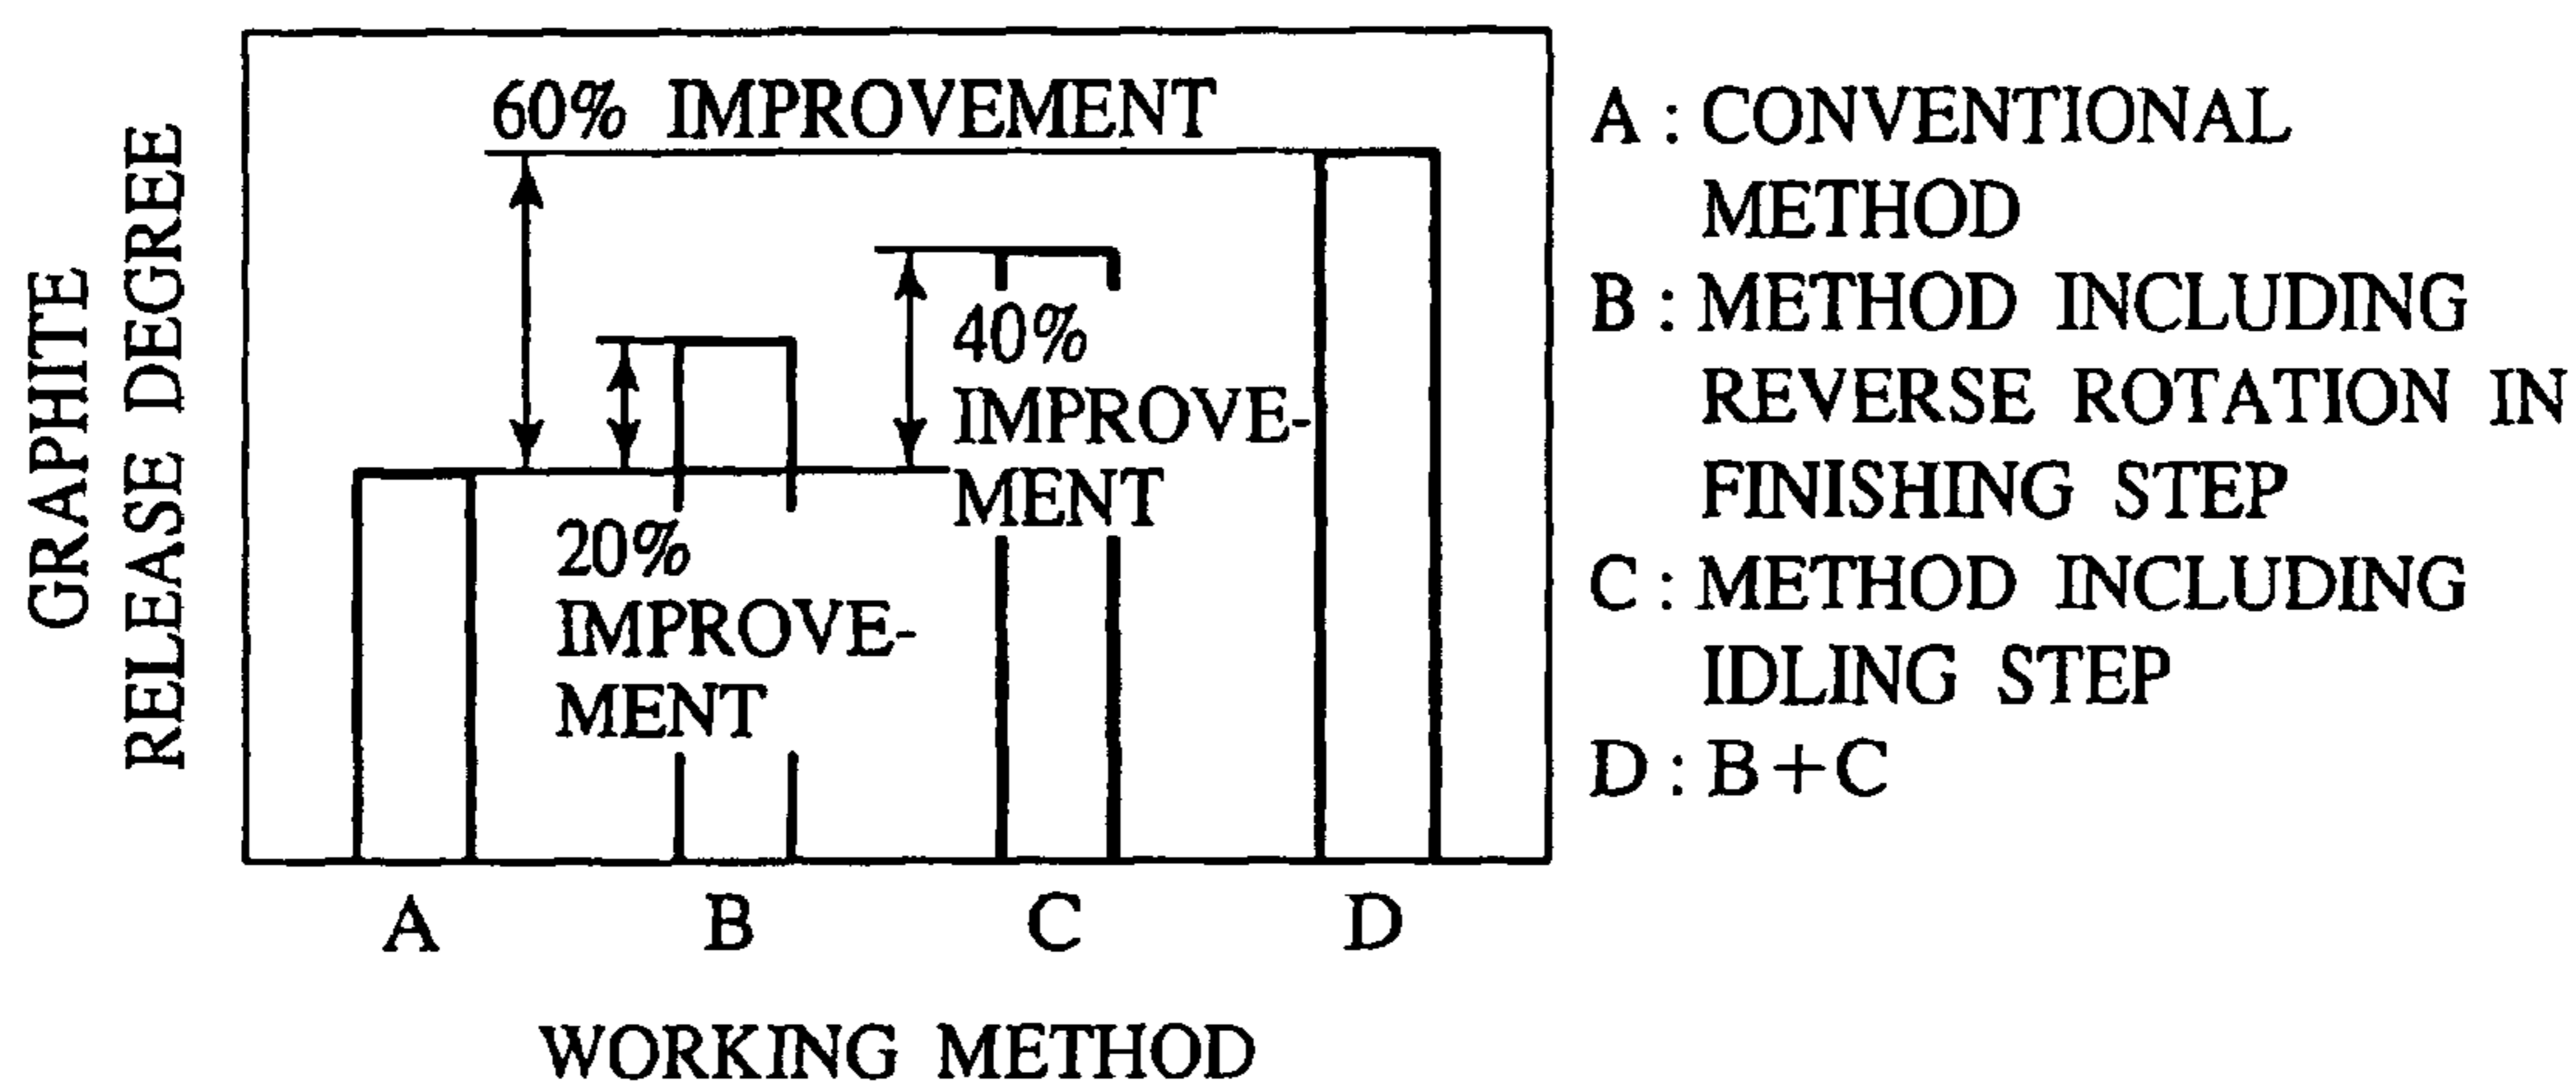 GRAPHITE
RELEASE DEGREE
60% IMPROVEMENT
40%
IMPROVE-
MENT
20%
IMPROVE-
MENT
A
B
C
D
WORKING METHOD
A : CONVENTIONAL
METHOD
B : METHOD INCLUDING
REVERSE ROTATION IN
FINISHING STEP
C : METHOD INCLUDING
IDLING STEP
D : B+C